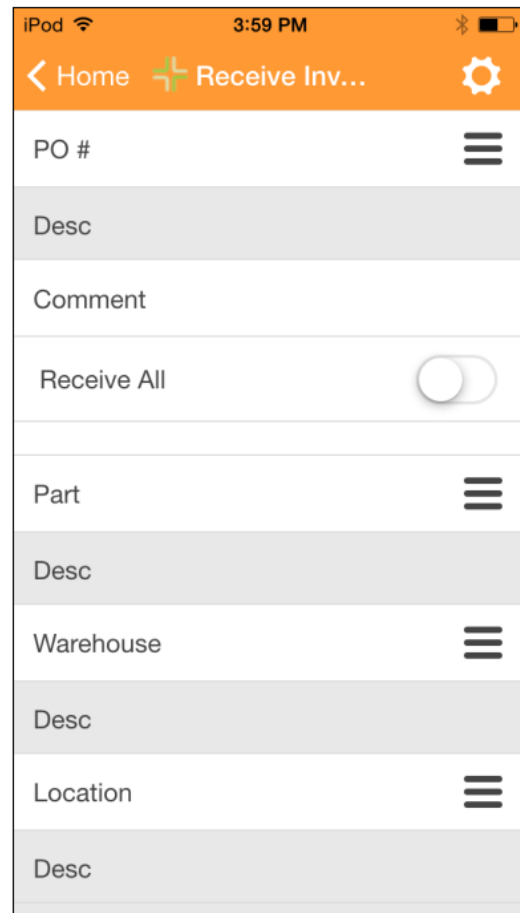 iPod 3:59 PM
Home Receive Inv...
PO #
Desc
Comment
Receive All
Part
Desc
Warehouse
Desc
Location
Desc